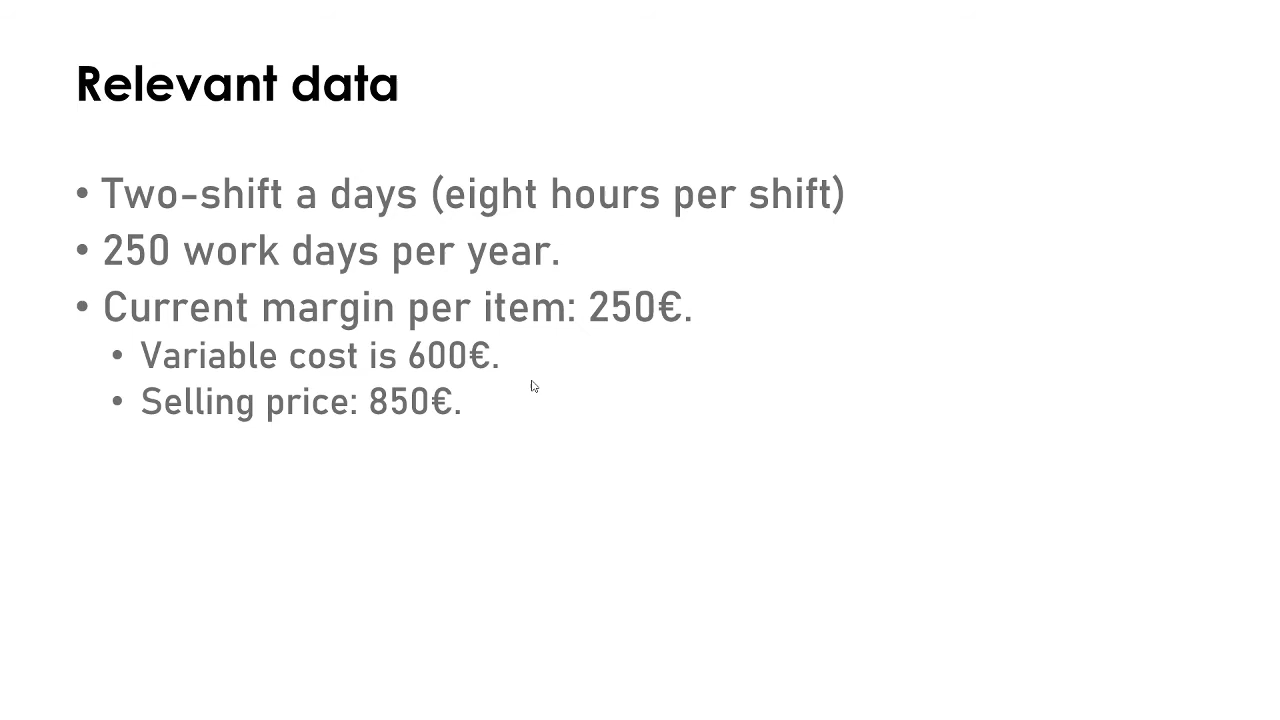 Relevant data
• Two-shift a days (eight hours per shift)
• 250 work days per year.
• Current margin per item: 250€.
• Variable cost is 600€.
• Selling price: 850€.